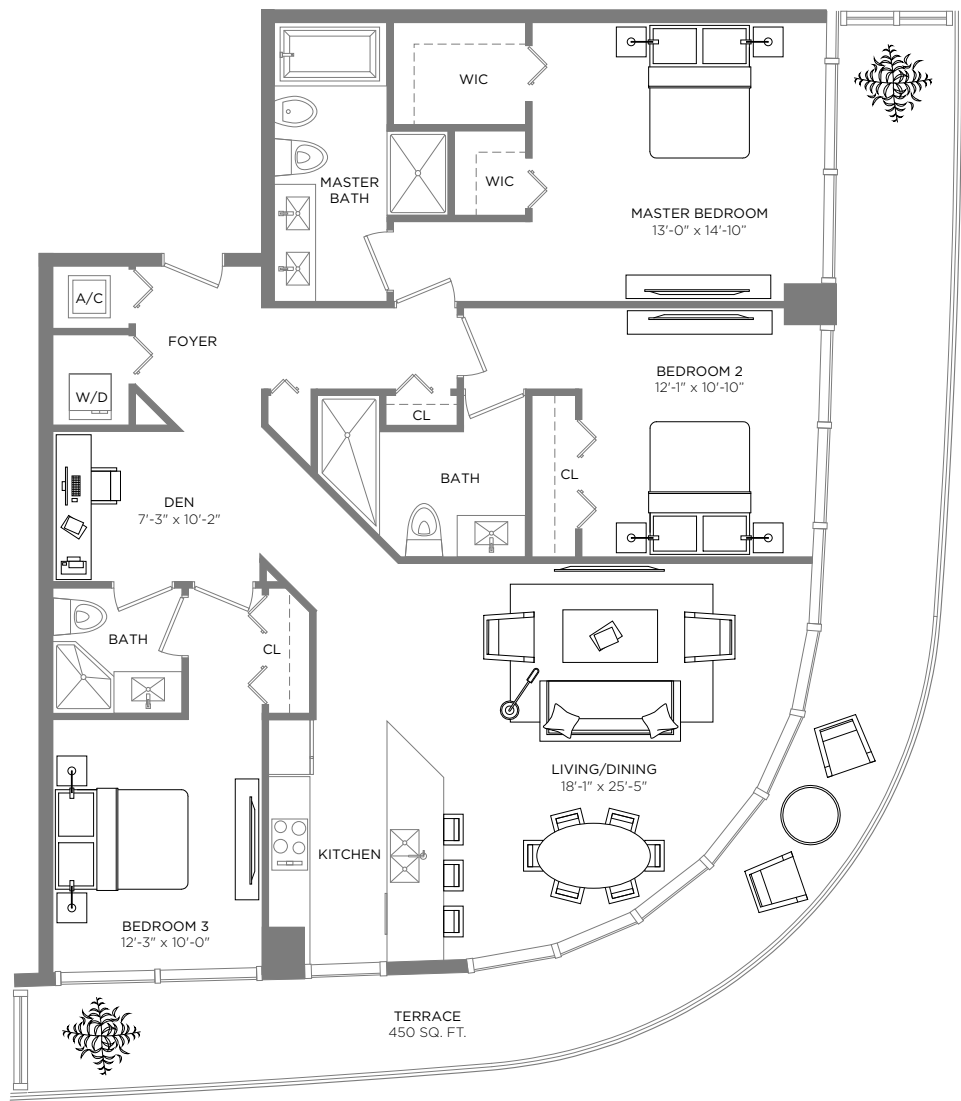 WIC
WIC
MASTER
BATH
MASTER BEDROOM
13'-0" x 14'-10"
A/C
FOYER
W/D
BEDROOM 2
12'-1" x 10'-10"
CL
BATH
CL
DEN
7'-3" x 10'-2"
BATH
CL
LIVING/DINING
18'-1" x 25'-5"
KITCHEN
BEDROOM 3
12'-3" x 10'-0"
TERRACE
450 SQ. FT.